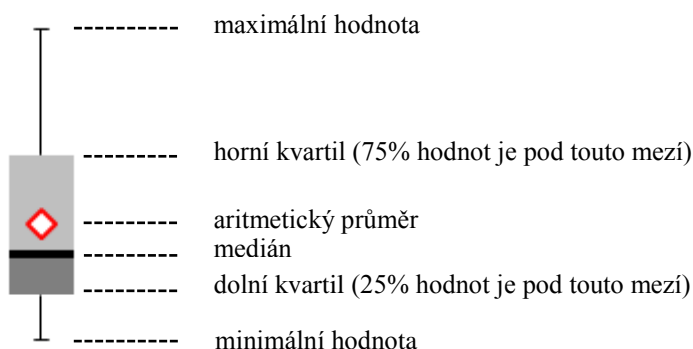 maximální hodnota
horní kvartil (75% hodnot je pod touto mezí)
aritmetický průměr
medián
dolní kvartil (25% hodnot je pod touto mezí)
minimální hodnota